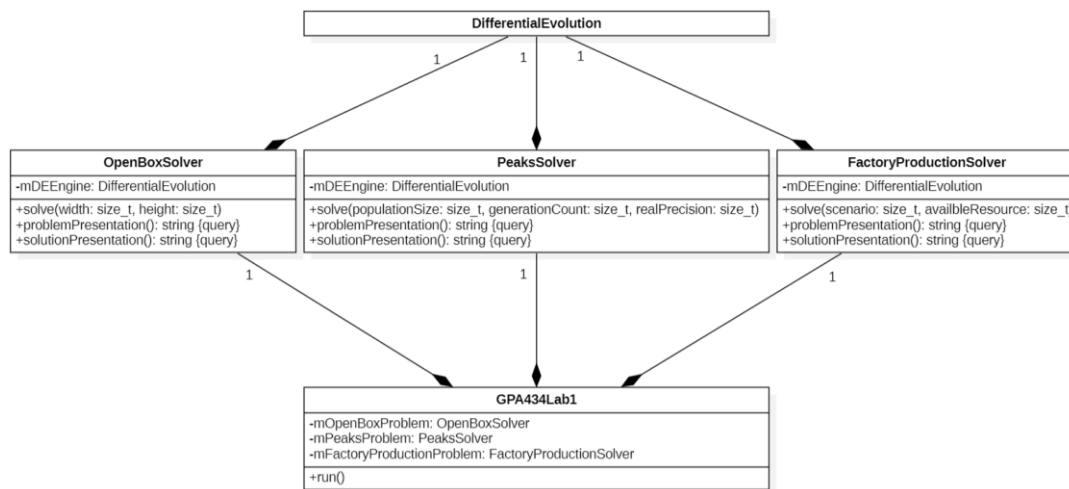 DifferentialEvolution
1
1
1
OpenBoxSolver
-mDEEngine: DifferentialEvolution
+solve(width: size_t, height: size_t)
+problemPresentation(): string {query}
+solutionPresentation(): string {query}
PeaksSolver
-mDEEngine: DifferentialEvolution
+solve(populationSize: size_t, generationCount: size_t, realPrecision: size_t)
+problemPresentation(): string {query}
+solutionPresentation(): string {query}
FactoryProductionSolver
-mDEEngine: DifferentialEvolution
+solve(scenario: size_t, availbleResource: size_t)
+problemPresentation(): string {query}
+solutionPresentation(): string {query}
1
1
1
GPA434Lab1
-mOpenBoxProblem: OpenBoxSolver
-mPeaksProblem: PeaksSolver
-mFactoryProductionProblem: FactoryProductionSolver
+run()